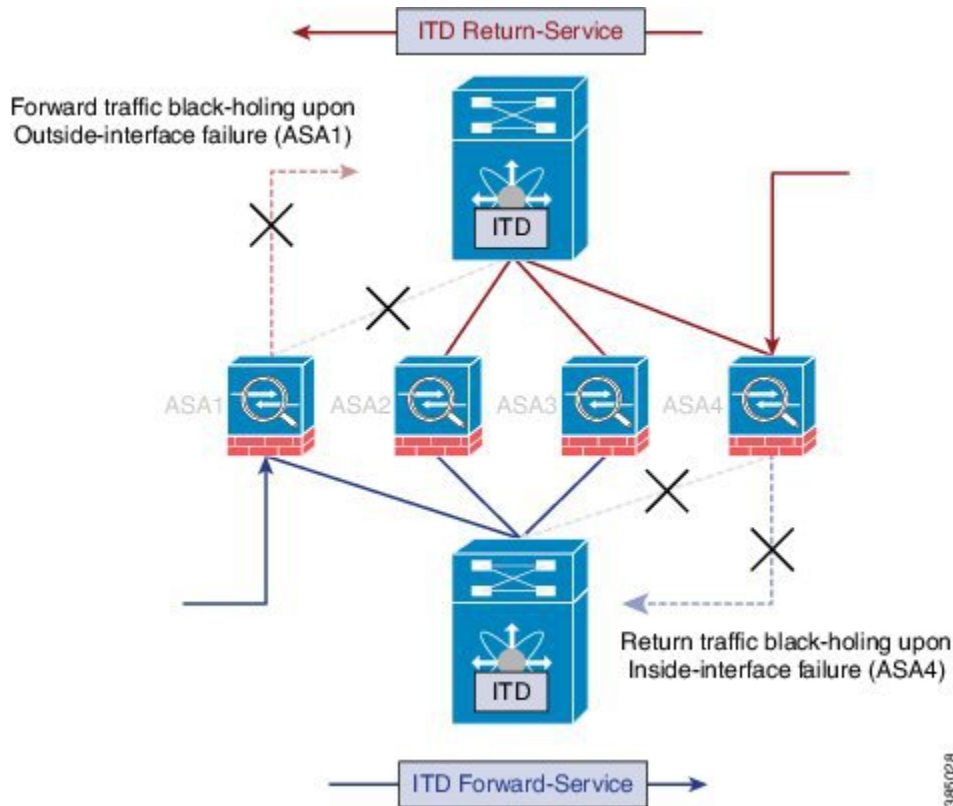 ITD Return-Service
Forward traffic black-holing upon
Outside-interface failure (ASA1)
ITD
ASA1
ASA2
ASA3
ASA4
Return traffic black-holing upon
Inside-interface failure (ASA4)
ITD
ITD Forward-Service
385028